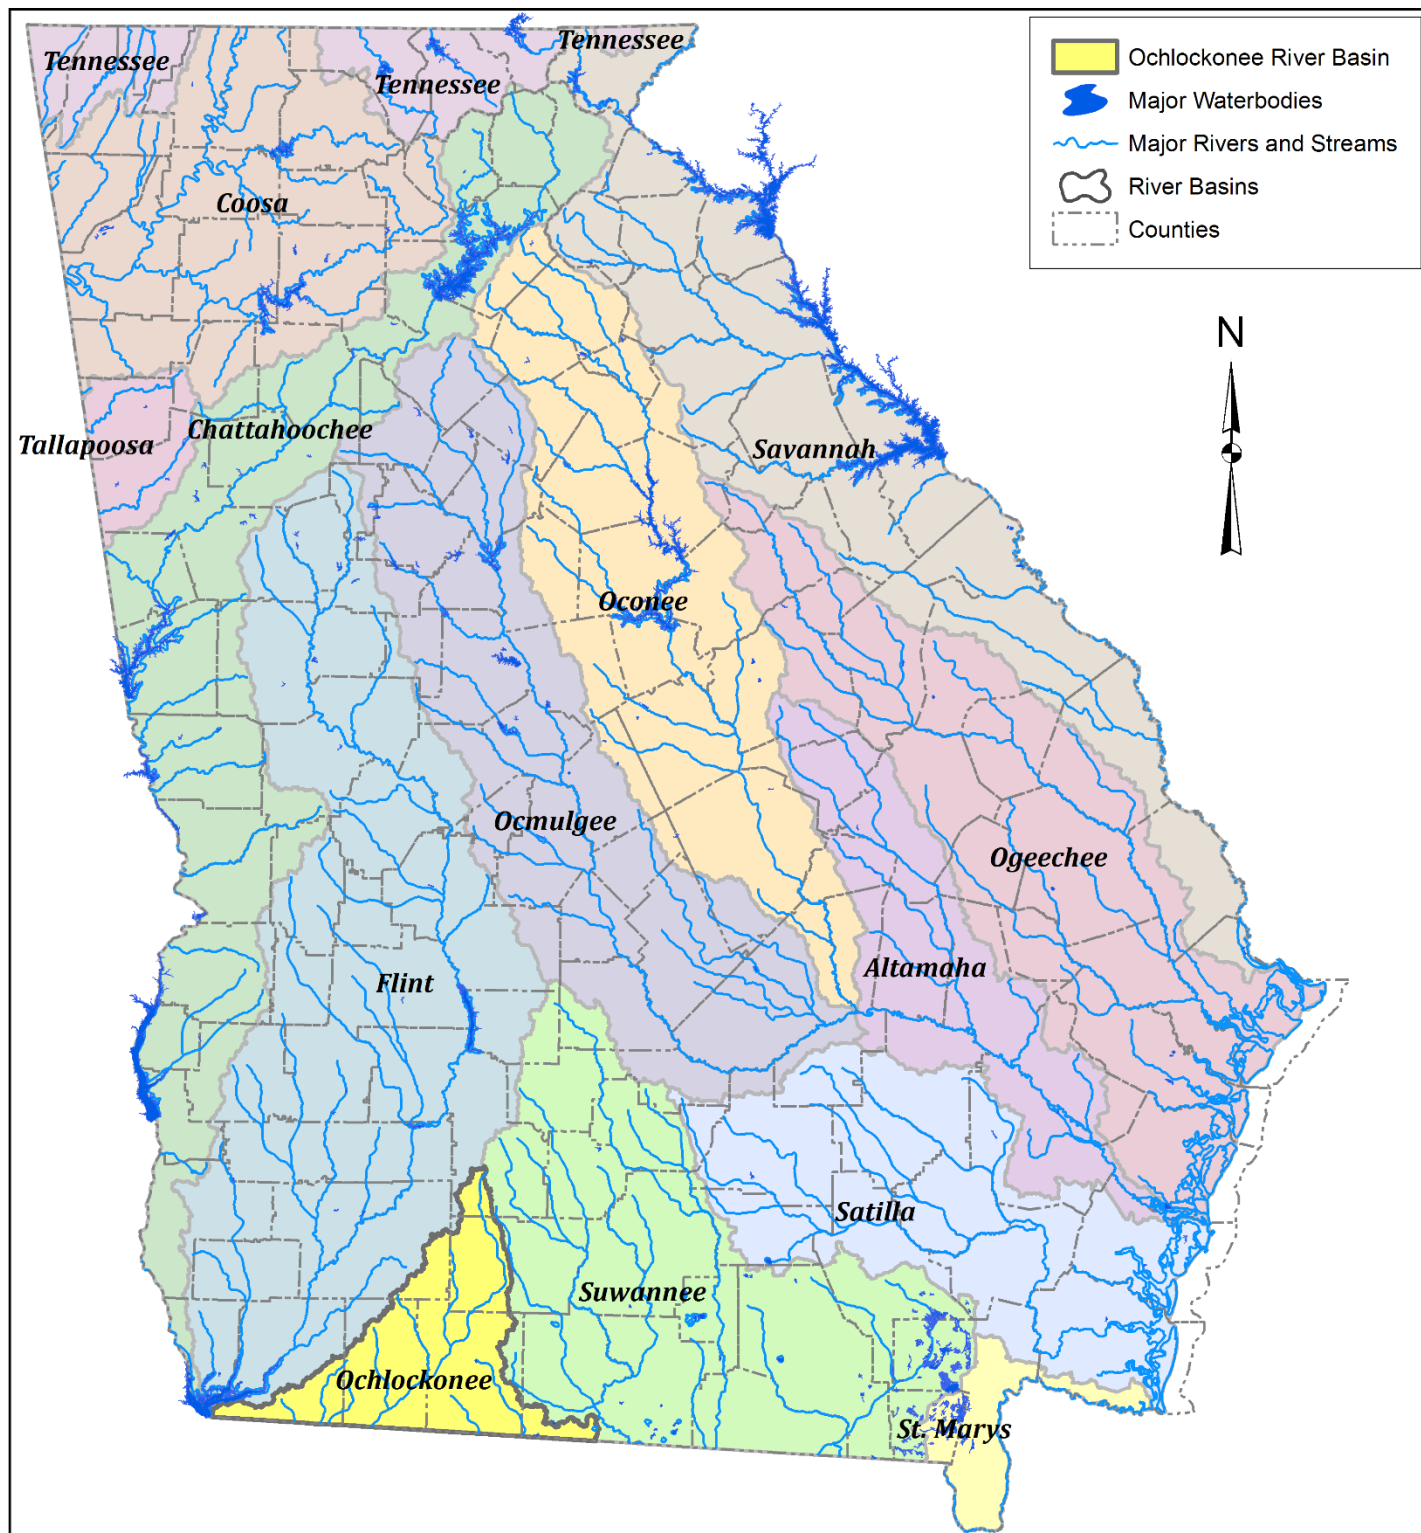 Ochlockonee River Basin
Major Waterbodies
Major Rivers and Streams
River Basins
Counties
N
Tennessee
Tennessee
Tennessee
Coosa
Tallapoosa
Chattahoochee
Savannah
Oconee
Ocmulgee
Ogeechee
Flint
Altamaha
Satilla
Suwannee
Ochlockonee
St. Marys